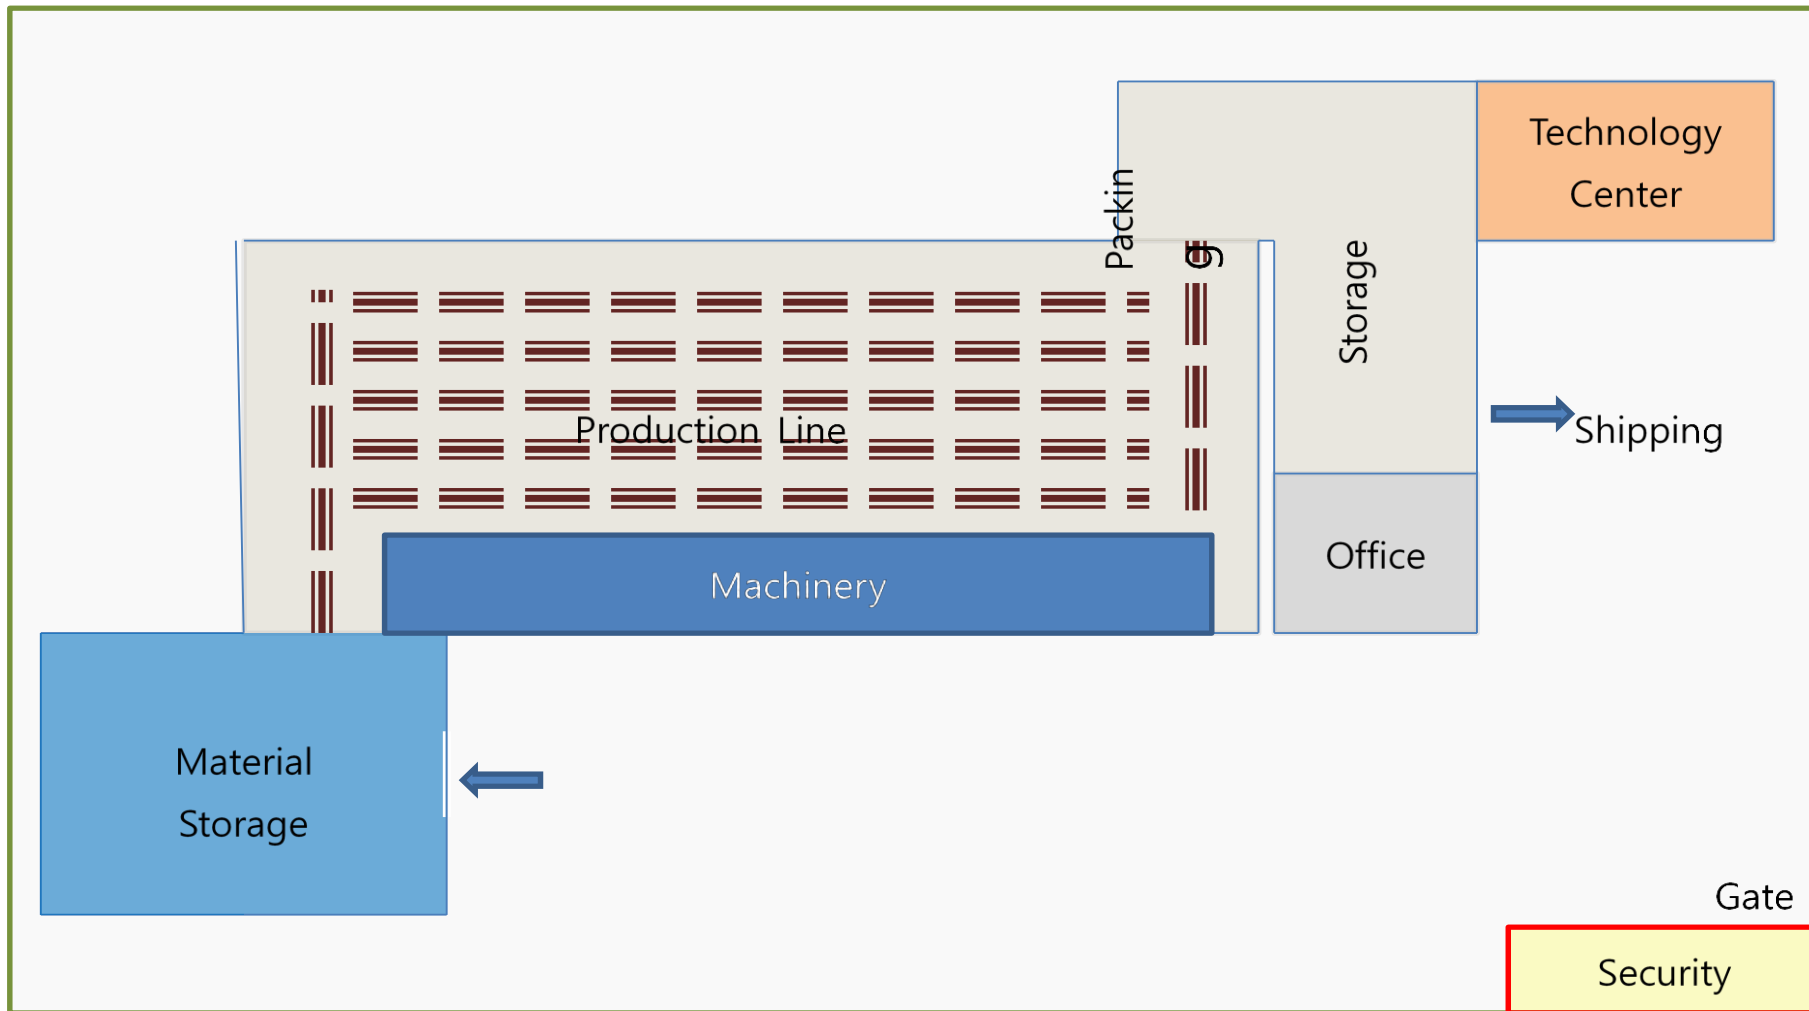 Technology
Center
Packin
g
Storage
Production Line
Shipping
Office
Machinery
Material
Storage
Gate
Security